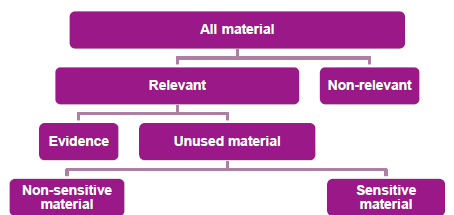 All material
Relevant
Non-relevant
Evidence
Unused material
Non-sensitive
material
Sensitive
material